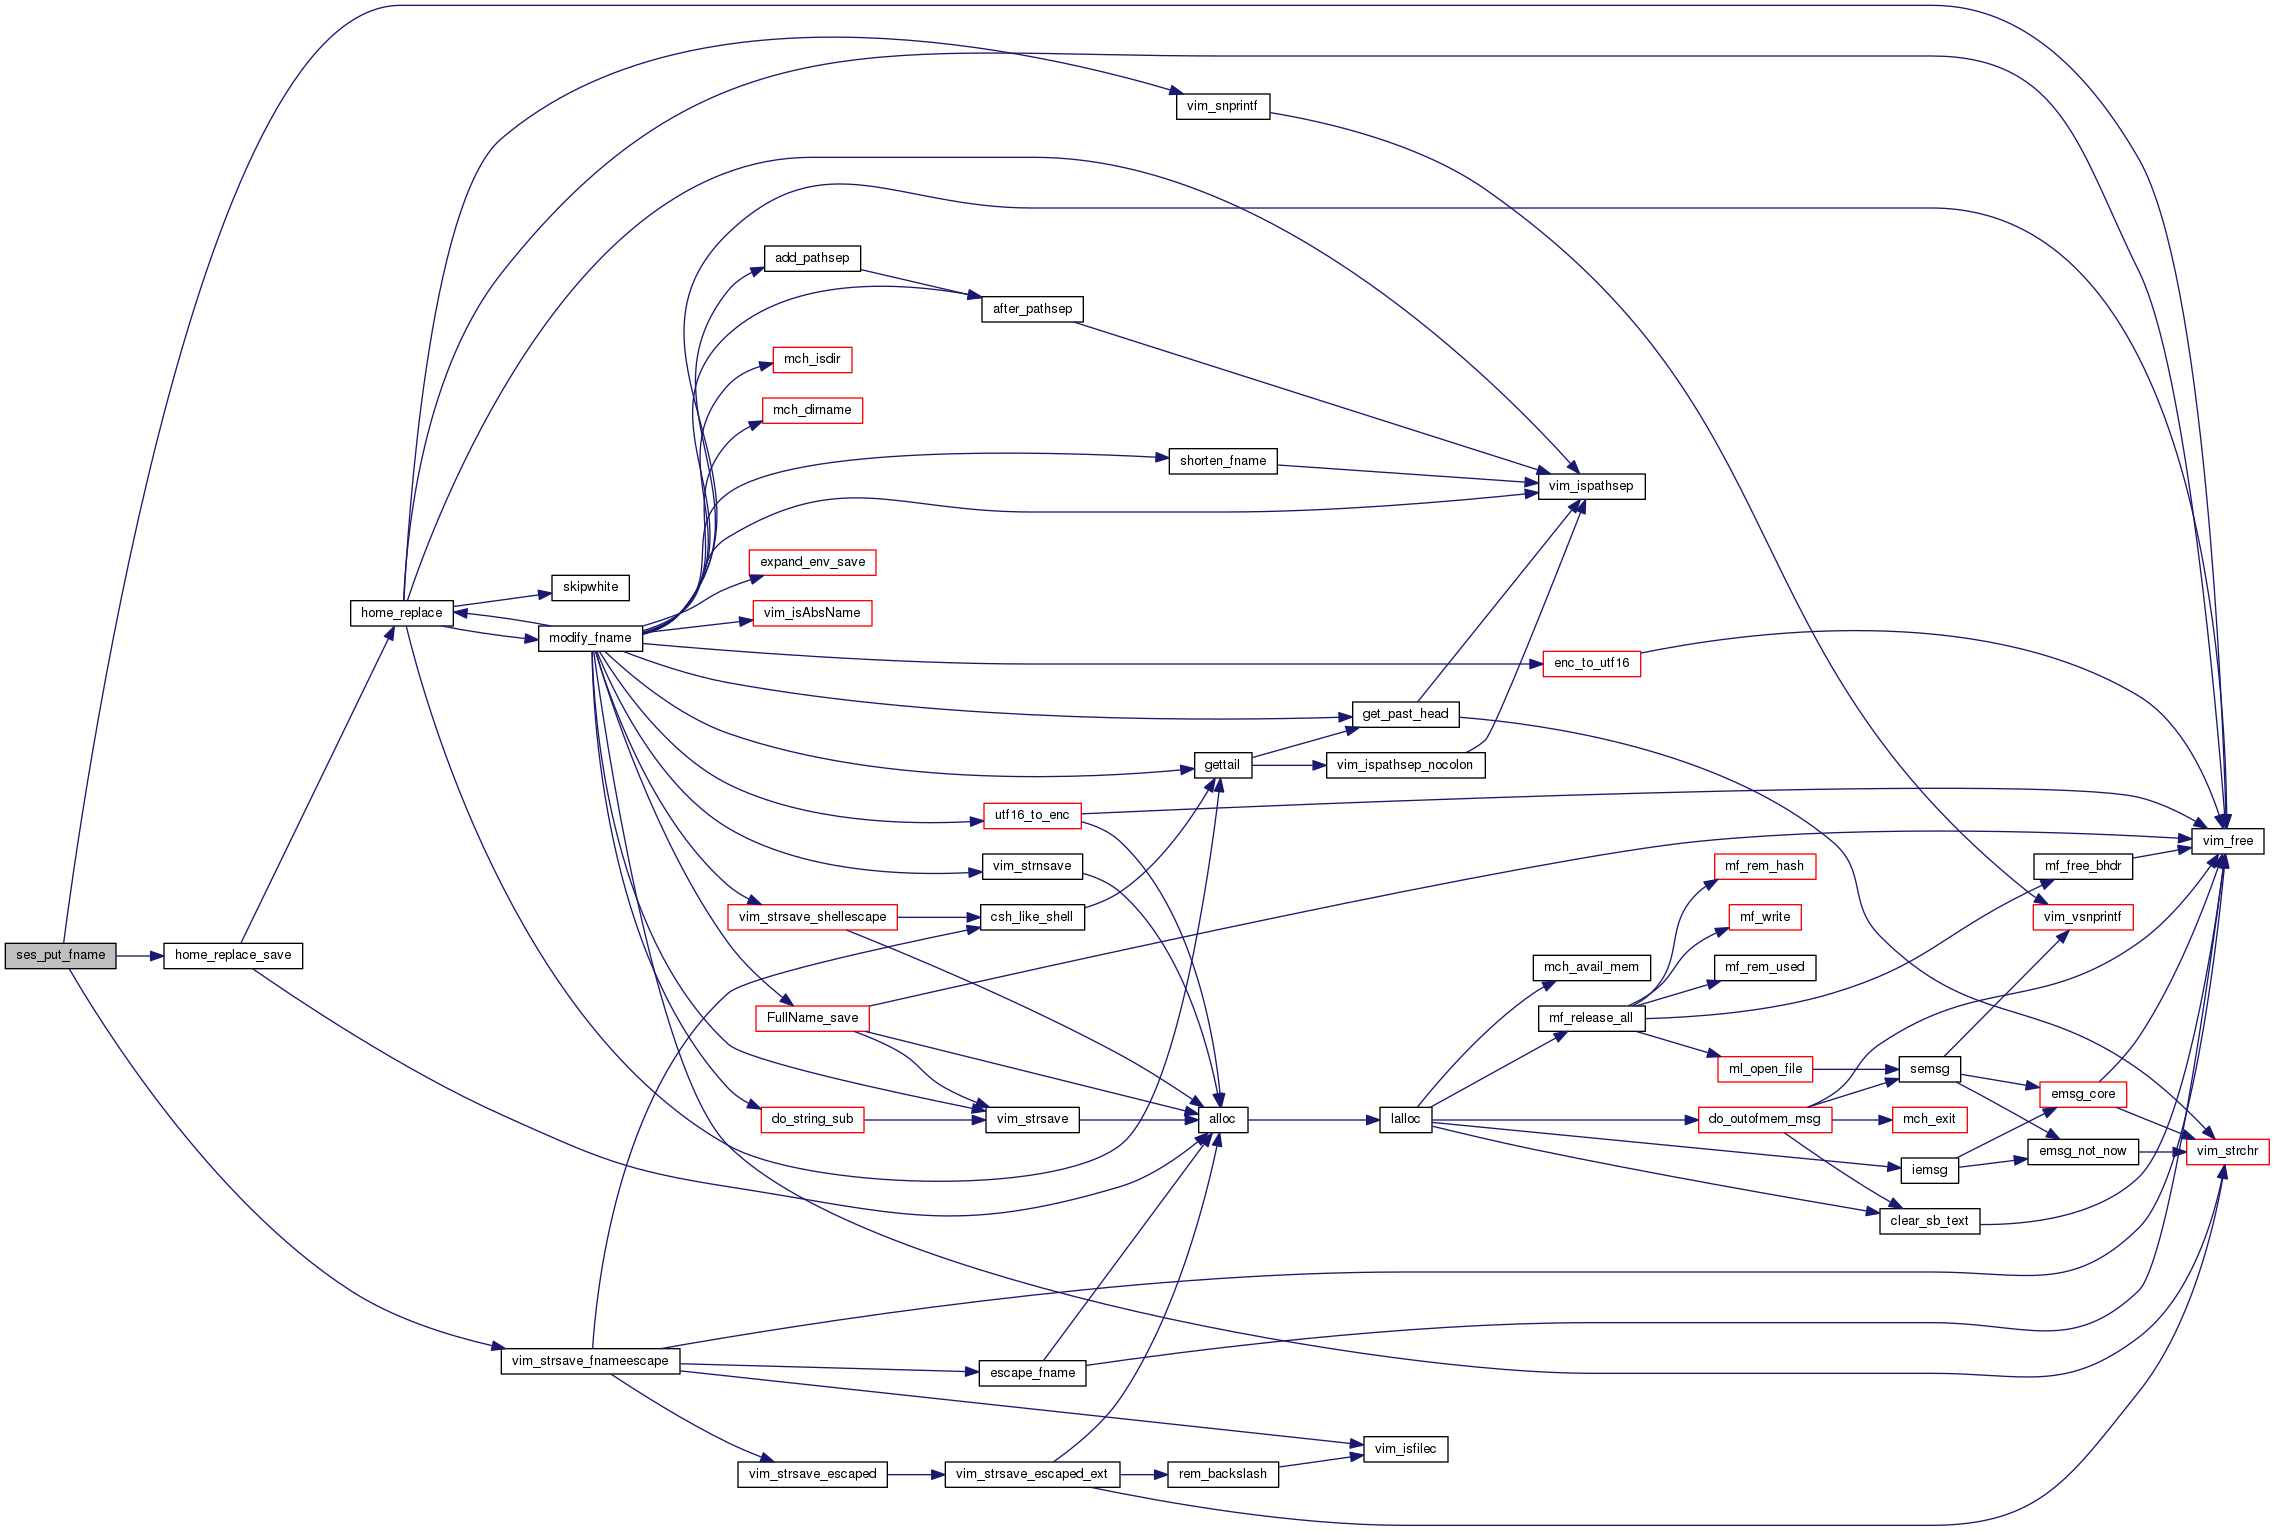 vim_snprintf
add_pathsep
after_pathsep
mch_isdir
mch_dirname
shorten_fname
vim_ispathsep
expand_env_save
skipwhite
home_replace
vim_isAbsName
modify_fname
enc_to_utf16
get_past_head
gettail
vim_ispathsep_nocolon
utf16_to_enc
vim_free
vim_strnsave
mf_rem_hash
mf_free_bhdr
vim_strsave_shellescape
csh_like_shell
mf_write
vim_vsnprintf
ses_put_fname
home_replace_save
mch_avail_mem
mf_rem_used
FullName_save
mf_release_all
ml_open_file
semsg
emsg_core
do_string_sub
vim_strsave
alloc
lalloc
do_outofmem_msg
mch_exit
emsg_not_now
vim_strchr
iemsg
clear_sb_text
vim_strsave_fnameescape
escape_fname
vim_isfilec
vim_strsave_escaped
vim_strsave_escaped_ext
rem_backslash